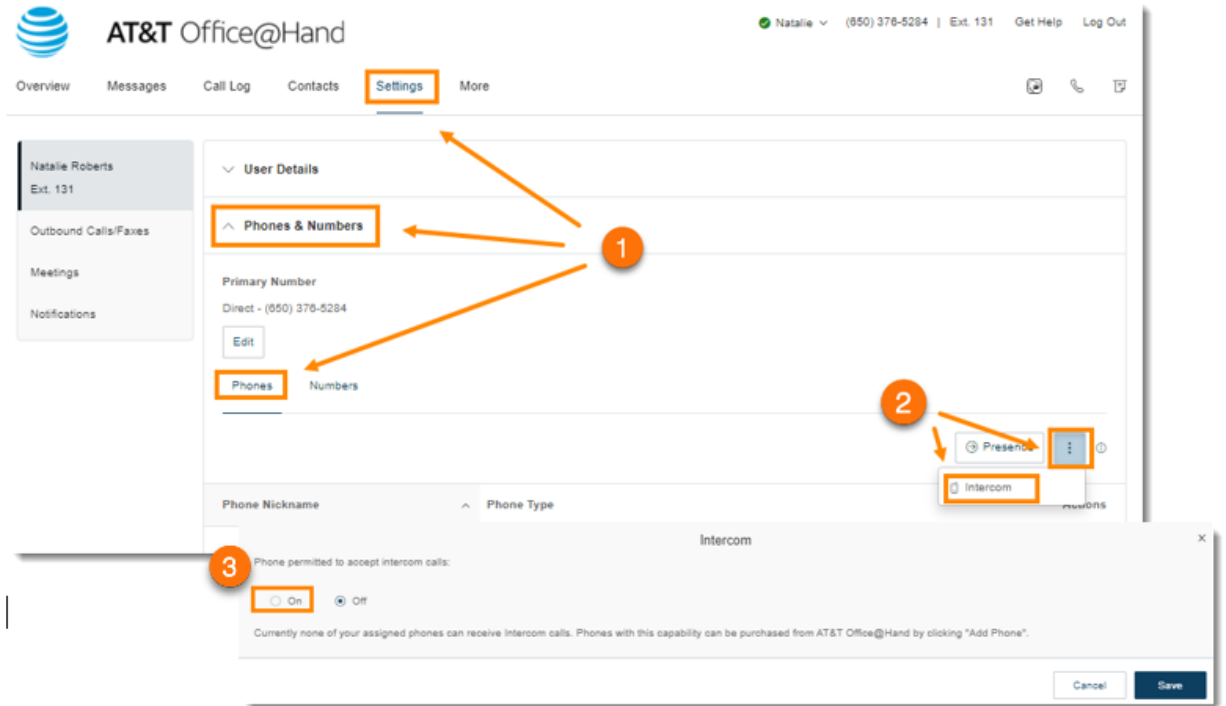 AT&T Office@Hand
Natalie (650) 376-5284 | Ext. 131 Get Help Log Out
Overview Messages Call Log Contacts Settings More
Natalie Roberts
Ext. 131
Outbound Calls/Faxes
Meetings
Notifications
User Details
Phones & Numbers
1
Primary Number
Direct - (650) 376-5284
Edit
Phones Numbers
2
Presence
Intercom
Phone Nickname Phone Type Actions
Intercom
3
Phone permitted to accept intercom calls:
On Off
Currently none of your assigned phones can receive Intercom calls. Phones with this capability can be purchased from AT&T Office@Hand by clicking "Add Phone".
Cancel Save